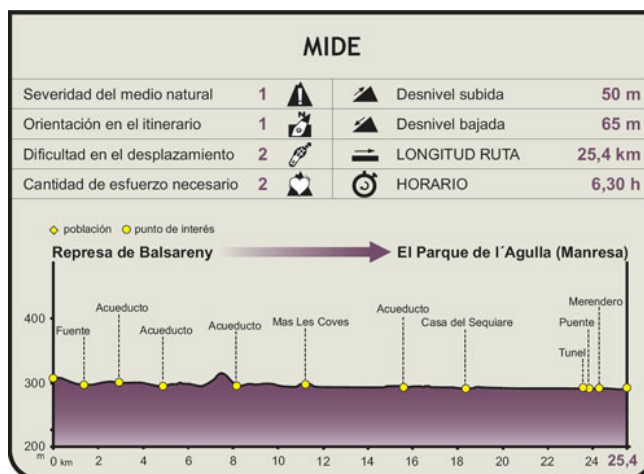 MIDE
Severidad del medio natural 1
Desnivel subida 50 m
Orientación en el itinerario 1
N
Desnivel bajada 65 m
Dificultad en el desplazamiento 2
LONGITUD RUTA 25,4 km
Cantidad de esfuerzo necesario 2
HORARIO 6,30 h
población punto de interés
Represa de Balsareny El Parque de l´Agulla (Manresa)
Merendero
Acueducto
Acueducto
400
Mas Les Coves
Puente
Fuente
Acueducto
Acueducto
Casa del Sequiare
Tunel
300
200
m
0 km 2 4 6 8 10 12 14 16 18 20 22 24 25,4